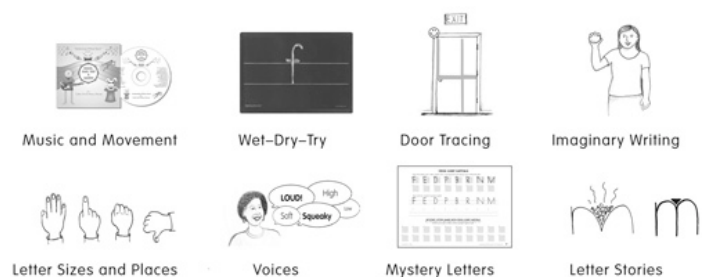 EXIT
f
Music and Movement
Wet–Dry–Try
Door Tracing
Imaginary Writing
LOUD!
High
Soft
Squeaky
Low
F E D P B R N M
F E D P B R N M
m
Letter Sizes and Places
Voices
Mystery Letters
Letter Stories